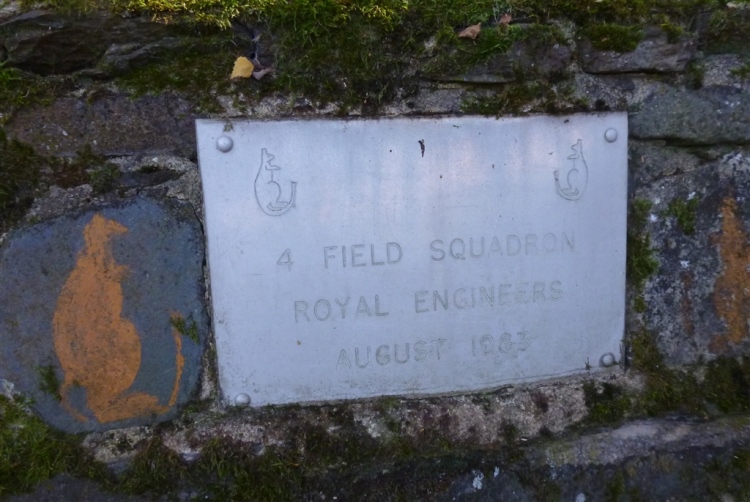 4 FIELD SQUADRON
ROYAL ENGINEERS
AUGUST 1983